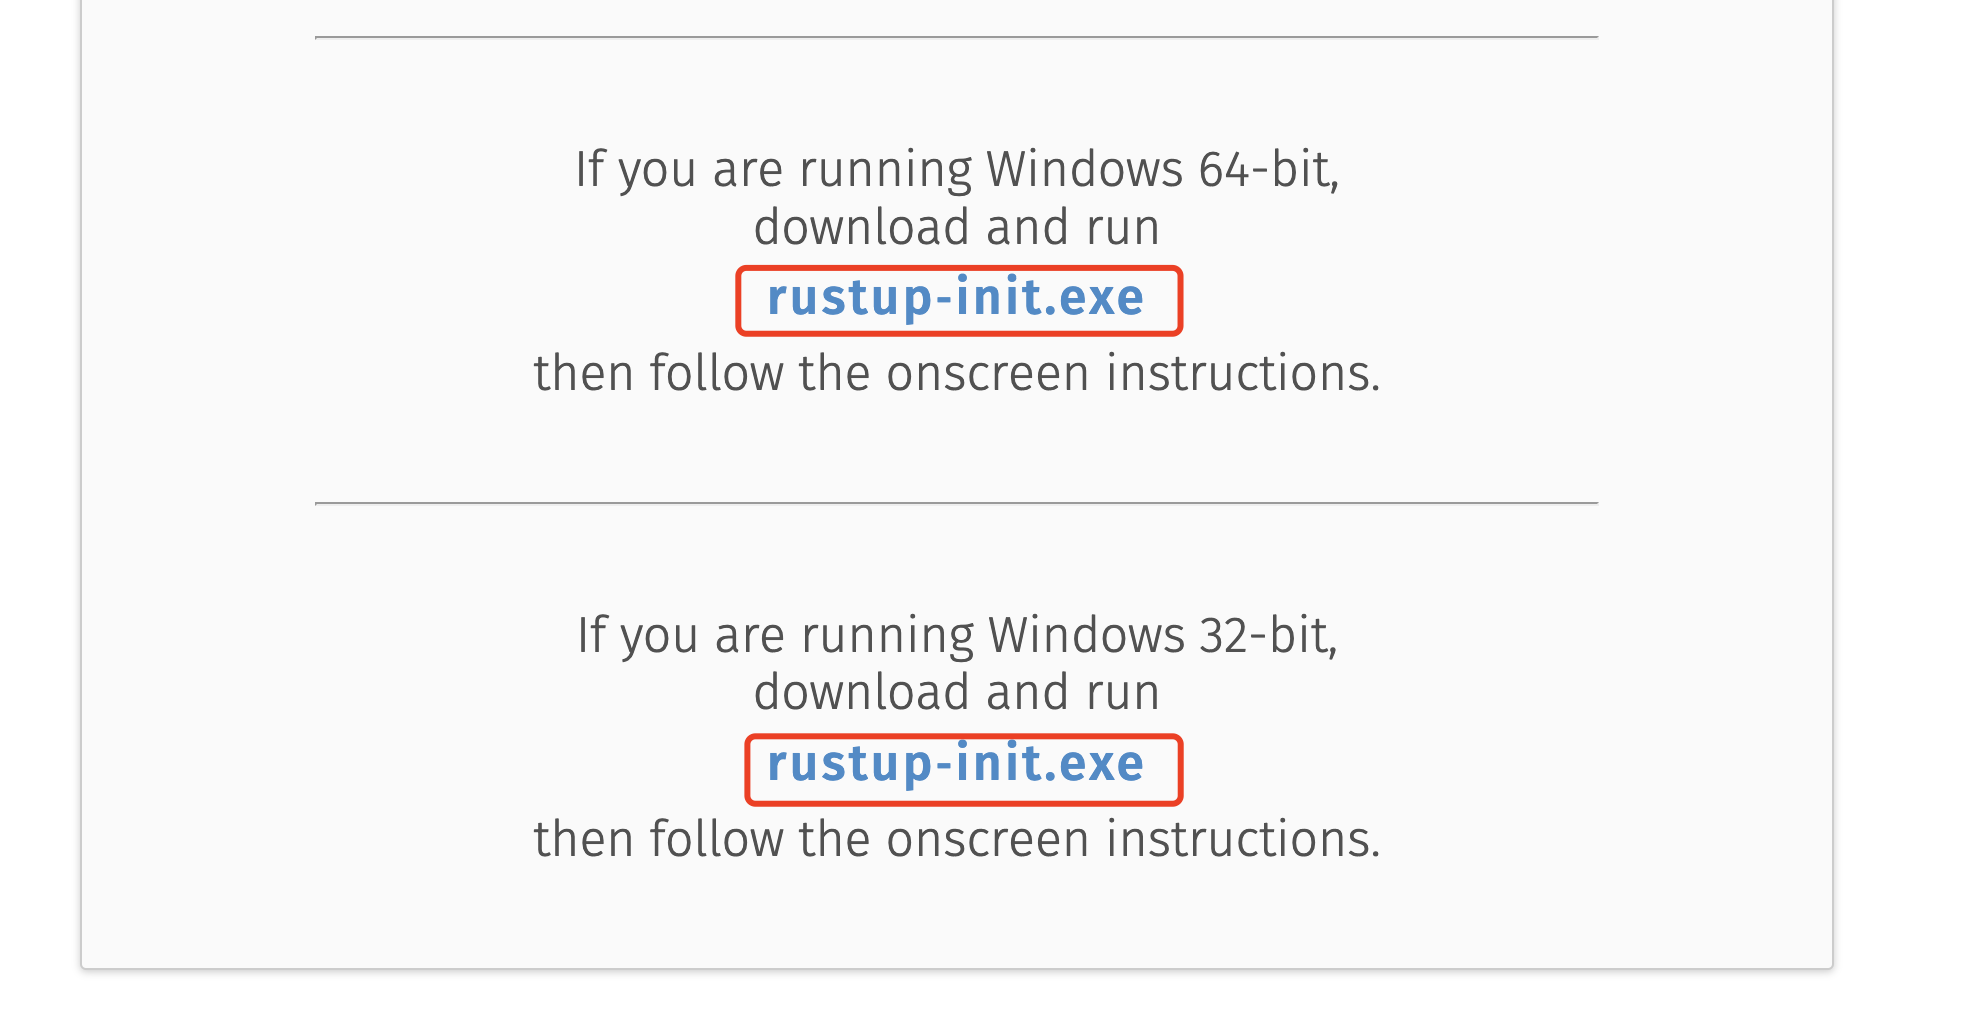 If you are running Windows 64-bit,
download and run
rustup-init.exe
then follow the onscreen instructions.
If you are running Windows 32-bit,
download and run
rustup-init.exe
then follow the onscreen instructions.